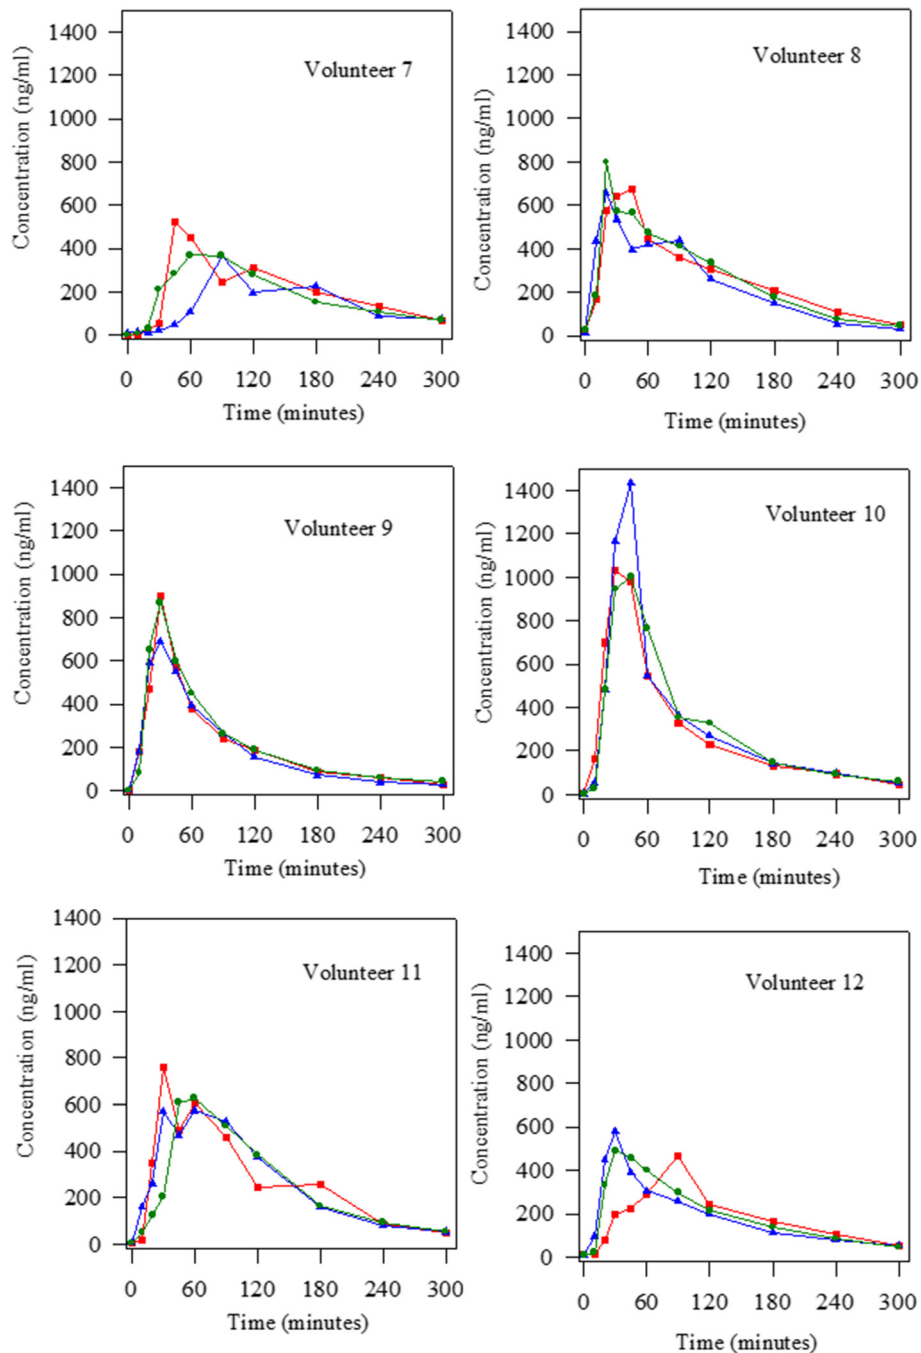 Concentration (ng/ml)
1400
1200
1000
800
600
400
200
0
Volunteer 7
0 60 120 180 240 300
Time (minutes)
Concentration (ng/ml)
1400
1200
1000
800
600
400
200
0
Volunteer 8
0 60 120 180 240 300
Time (minutes)
Concentration (ng/ml)
1400
1200
1000
800
600
400
200
0
Volunteer 9
0 60 120 180 240 300
Time (minutes)
Concentration (ng/ml)
1400
1200
1000
800
600
400
200
0
Volunteer 10
0 60 120 180 240 300
Time (minutes)
Concentration (ng/ml)
1400
1200
1000
800
600
400
200
0
Volunteer 11
0 60 120 180 240 300
Time (minutes)
Concentration (ng/ml)
1400
1200
1000
800
600
400
200
0
Volunteer 12
0 60 120 180 240 300
Time (minutes)